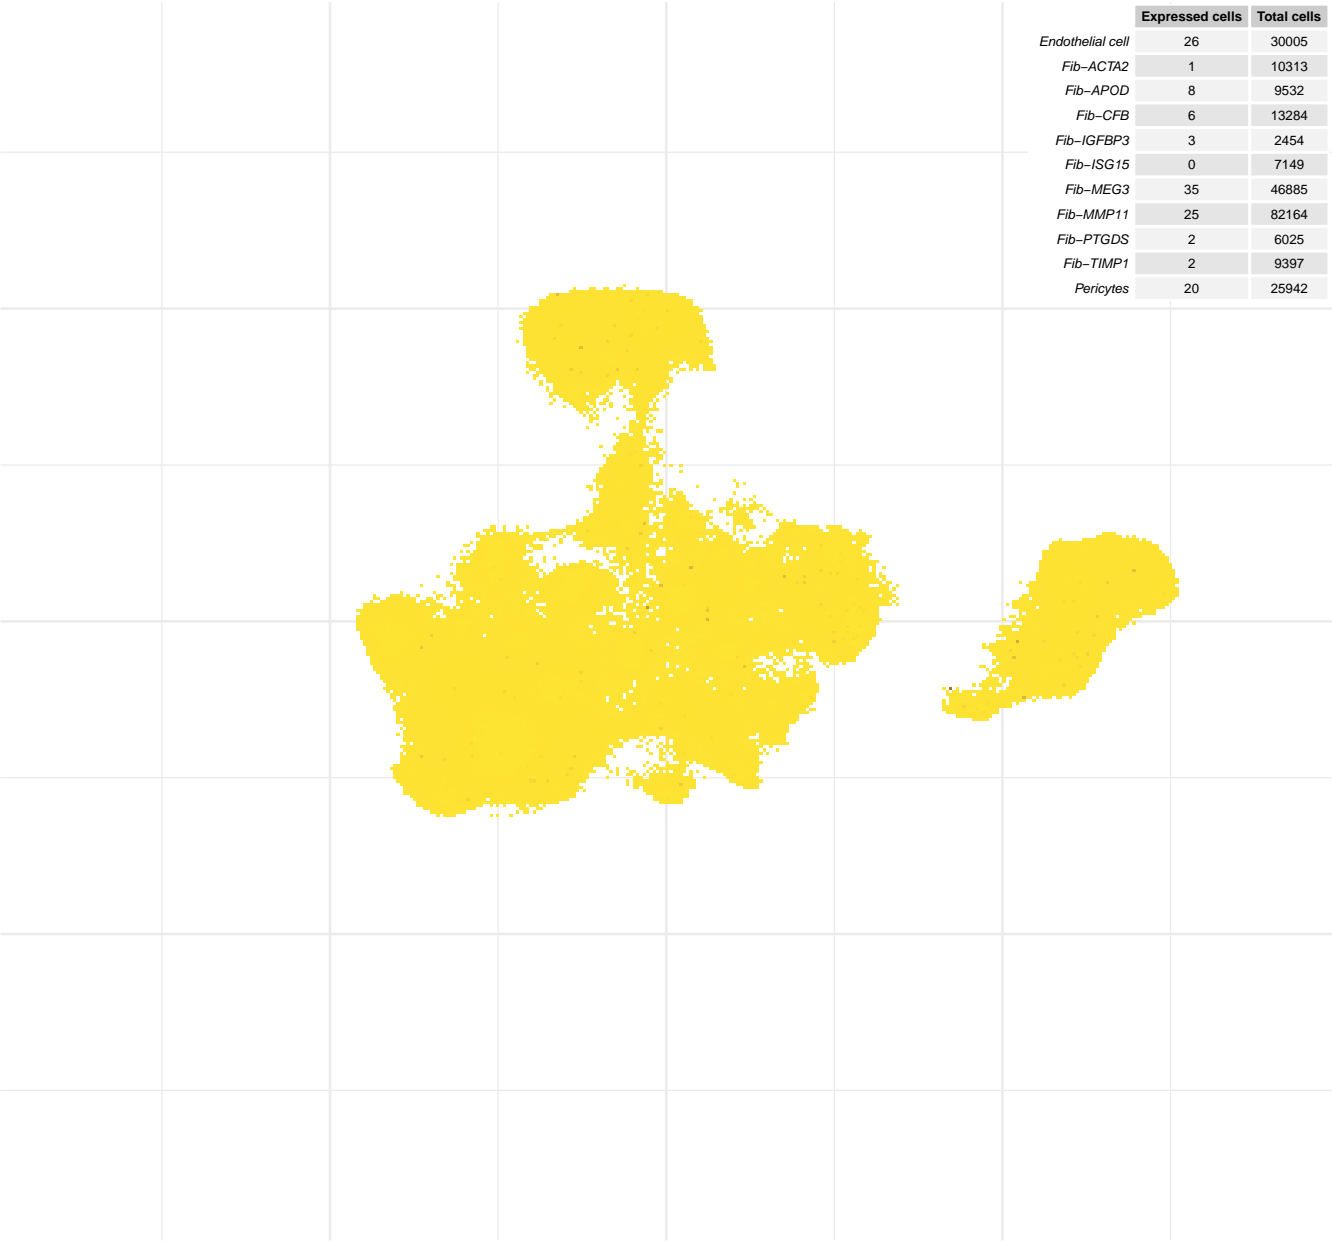 Expressed cells Total cells
Endothelial cell 26 30005
Fib−ACTA2 1 10313
Fib−APOD 8 9532
Fib−CFB 6 13284
Fib−IGFBP3 3 2454
Fib−ISG15 0 7149
Fib−MEG3 35 46885
Fib−MMP11 25 82164
Fib−PTGDS 2 6025
Fib−TIMP1 2 9397
Pericytes 20 25942